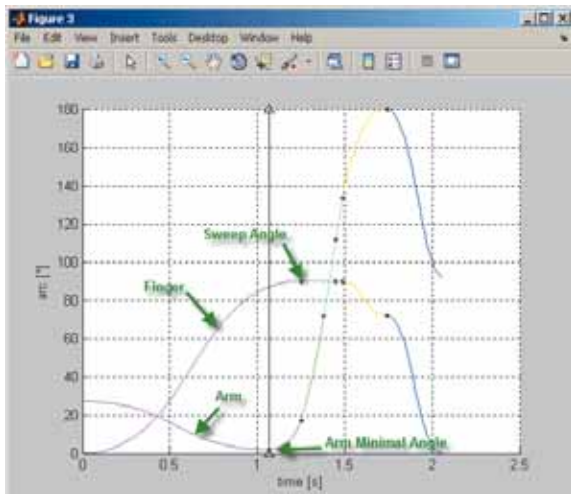 Figure 3
File Edit View Insert Tools Desktop Window Help
180
160
140
120
100
80
60
40
20
0
arc [°]
Sweep Angle
Finger
Arm
Arm Minimal Angle
0 0.5 1 1.5 2 2.5
time [s]